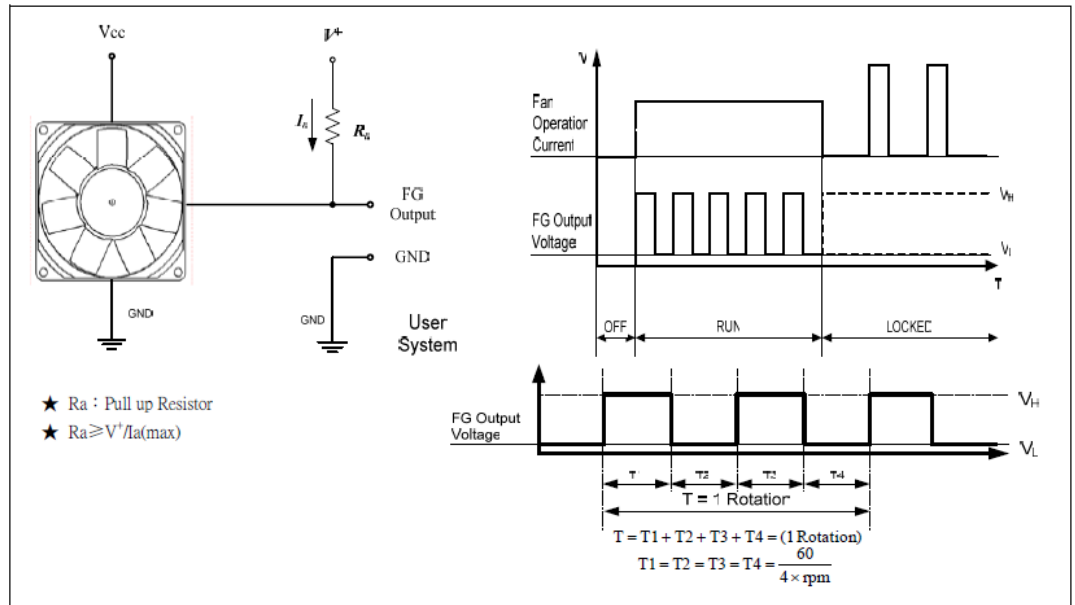 Vcc
V+
Ia
Ra
FG
Output
GND
GND
GND
User
System
★ Ra：Pull up Resistor
★ Ra≥V+/Ia(max)
V
Fan
Operation
Current
FG Output
Voltage
VH
T
OFF
RUN
FG Output
Voltage
VH
VL
T2
T4
T = 1 Rotation
T = T1 + T2 + T3 + T4 = (1 Rotation)
T1 = T2 = T3 = T4 = 60
4 × rpm